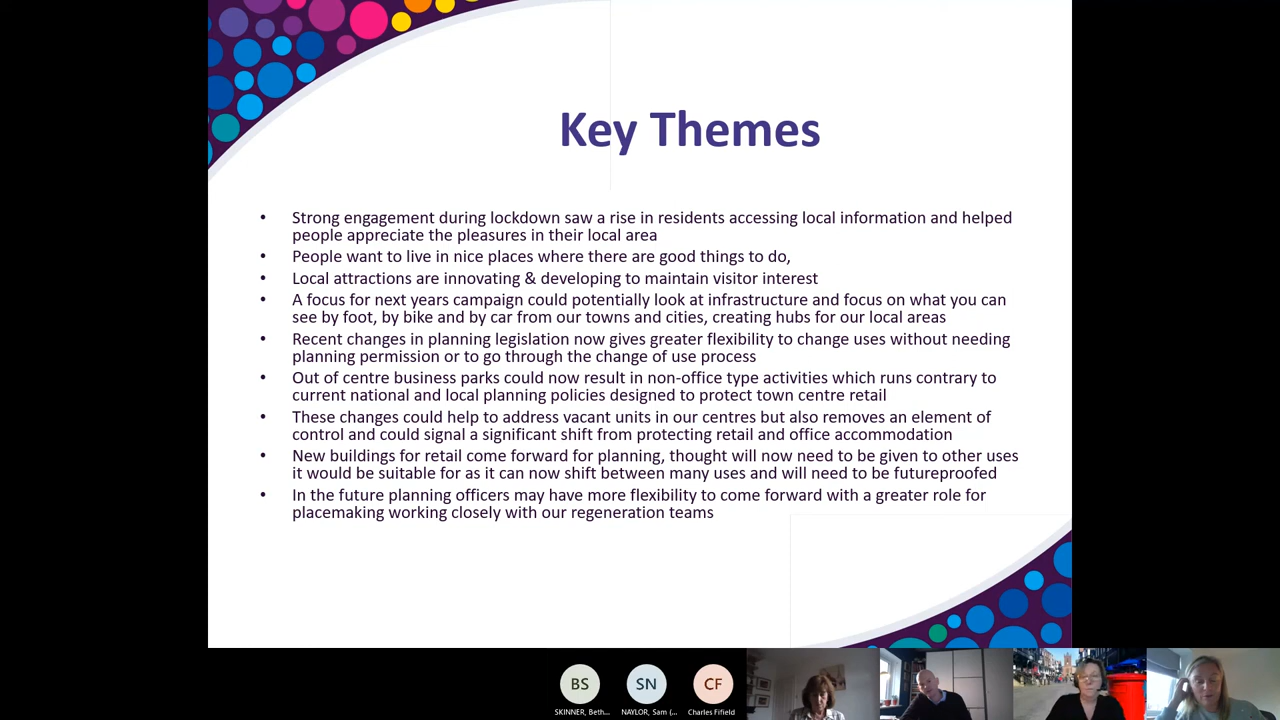 Key Themes
• Strong engagement during lockdown saw a rise in residents accessing local information and helped
people appreciate the pleasures in their local area
• People want to live in nice places where there are good things to do,
• Local attractions are innovating & developing to maintain visitor interest
• A focus for next years campaign could potentially look at infrastructure and focus on what you can
see by foot, by bike and by car from our towns and cities, creating hubs for our local areas
• Recent changes in planning legislation now gives greater flexibility to change uses without needing
planning permission or to go through the change of use process
• Out of centre business parks could now result in non-office type activities which runs contrary to
current national and local planning policies designed to protect town centre retail
• These changes could help to address vacant units in our centres but also removes an element of
control and could signal a significant shift from protecting retail and office accommodation
• New buildings for retail come forward for planning, thought will now need to be given to other uses
it would be suitable for as it can now shift between many uses and will need to be futureproofed
• In the future planning officers may have more flexibility to come forward with a greater role for
placemaking working closely with our regeneration teams
BS SN CF
SKINNER, Beth... NAYLOR, Sam (... Charles Fifield